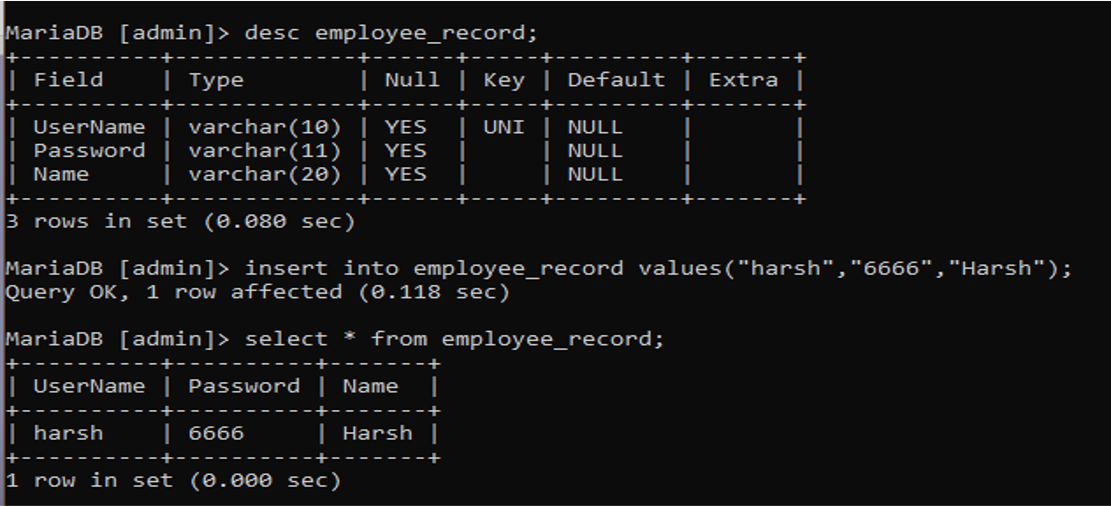 MariaDB [admin]> desc employee_record;
+----------+-------------+------+-----+---------+-------+
| Field    | Type        | Null | Key | Default | Extra |
+----------+-------------+------+-----+---------+-------+
| UserName | varchar(10) | YES  | UNI | NULL    |       |
| Password | varchar(11) | YES  |     | NULL    |       |
| Name     | varchar(20) | YES  |     | NULL    |       |
+----------+-------------+------+-----+---------+-------+
3 rows in set (0.080 sec)
MariaDB [admin]> insert into employee_record values("harsh","6666","Harsh");
Query OK, 1 row affected (0.118 sec)
MariaDB [admin]> select * from employee_record;
+----------+----------+-------+
| UserName | Password | Name  |
+----------+----------+-------+
| harsh    | 6666     | Harsh |
+----------+----------+-------+
1 row in set (0.000 sec)